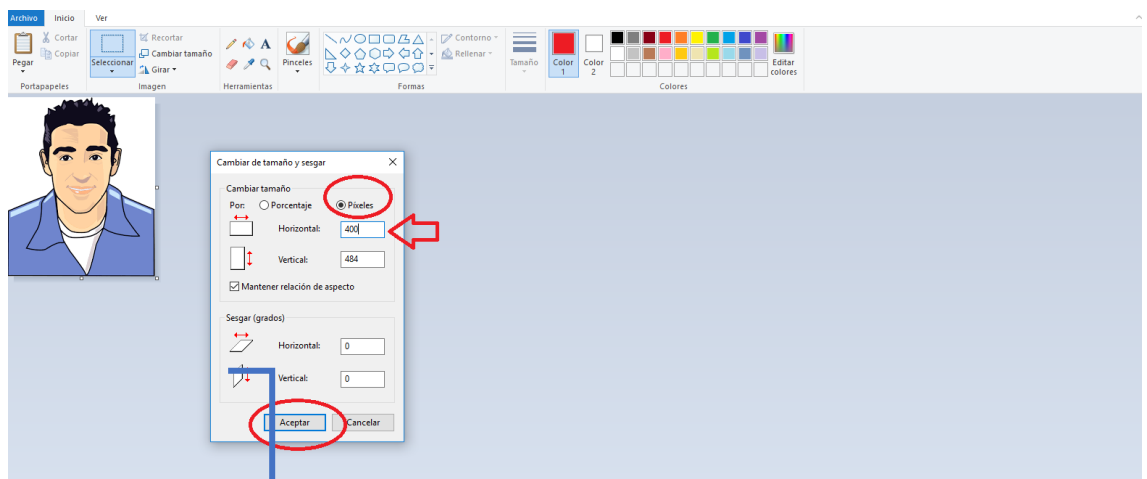 Archivo Inicio Ver
Pegar
Cortar
Copiar
Portapapeles
Seleccionar
Recortar
Cambiar tamaño
Girar
Imagen
A
Herramientas
Pinceles
Contorno
Rellenar
Formas
Tamaño
Color
1
Color
2
Editar
colores
Colores
Cambiar de tamaño y sesgar
Cambiar tamaño
Por: Porcentaje Píxeles
Horizontal: 400
Vertical: 484
Mantener relación de aspecto
Sesgar (grados)
Horizontal: 0
Vertical: 0
Aceptar Cancelar